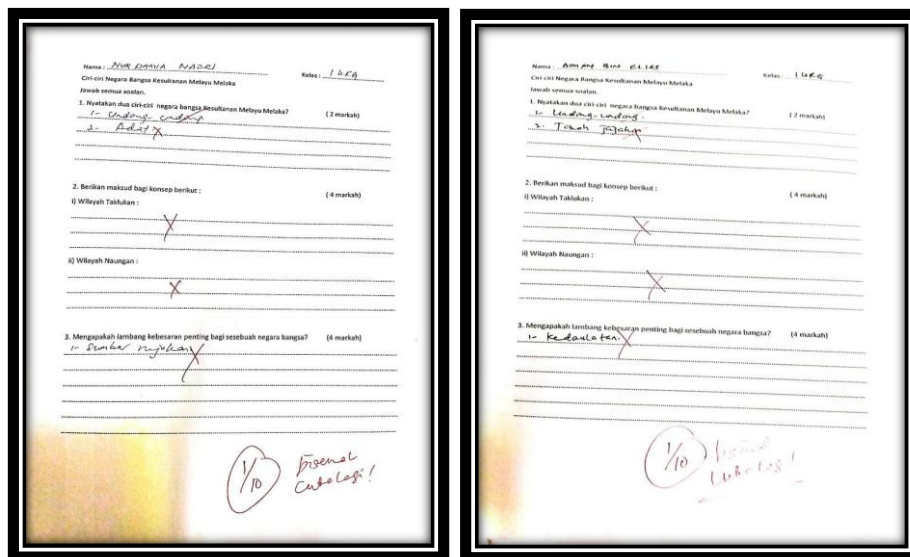 Nama : NUR DANIA NAZRI Kelas : 1 URG
Ciri-ciri Negara Bangsa Kesultanan Melayu Melaka
Jawab semua soalan.
1. Nyatakan dua ciri-ciri negara bangsa Kesultanan Melayu Melaka? ( 2 markah)
1- Undang undang
2- Adat
2. Berikan maksud bagi konsep berikut : ( 4 markah)
i) Wilayah Taklukan :
ii) Wilayah Naungan :
3. Mengapakah lambang kebesaran penting bagi sesebuah negara bangsa? (4 markah)
1- Sumber rujukan
1/10
Cuba lagi!
Nama : BIN ELIAS Kelas : 1 URG
Ciri-ciri Negara Bangsa Kesultanan Melayu Melaka
Jawab semua soalan.
1. Nyatakan dua ciri-ciri negara bangsa Kesultanan Melayu Melaka? ( 2 markah)
1- Undang-undang.
2- Tanah jajahan
2. Berikan maksud bagi konsep berikut : ( 4 markah)
i) Wilayah Taklukan :
ii) Wilayah Naungan :
3. Mengapakah lambang kebesaran penting bagi sesebuah negara bangsa? (4 markah)
1- Kedaulatan.
1/10
Cuba lagi!